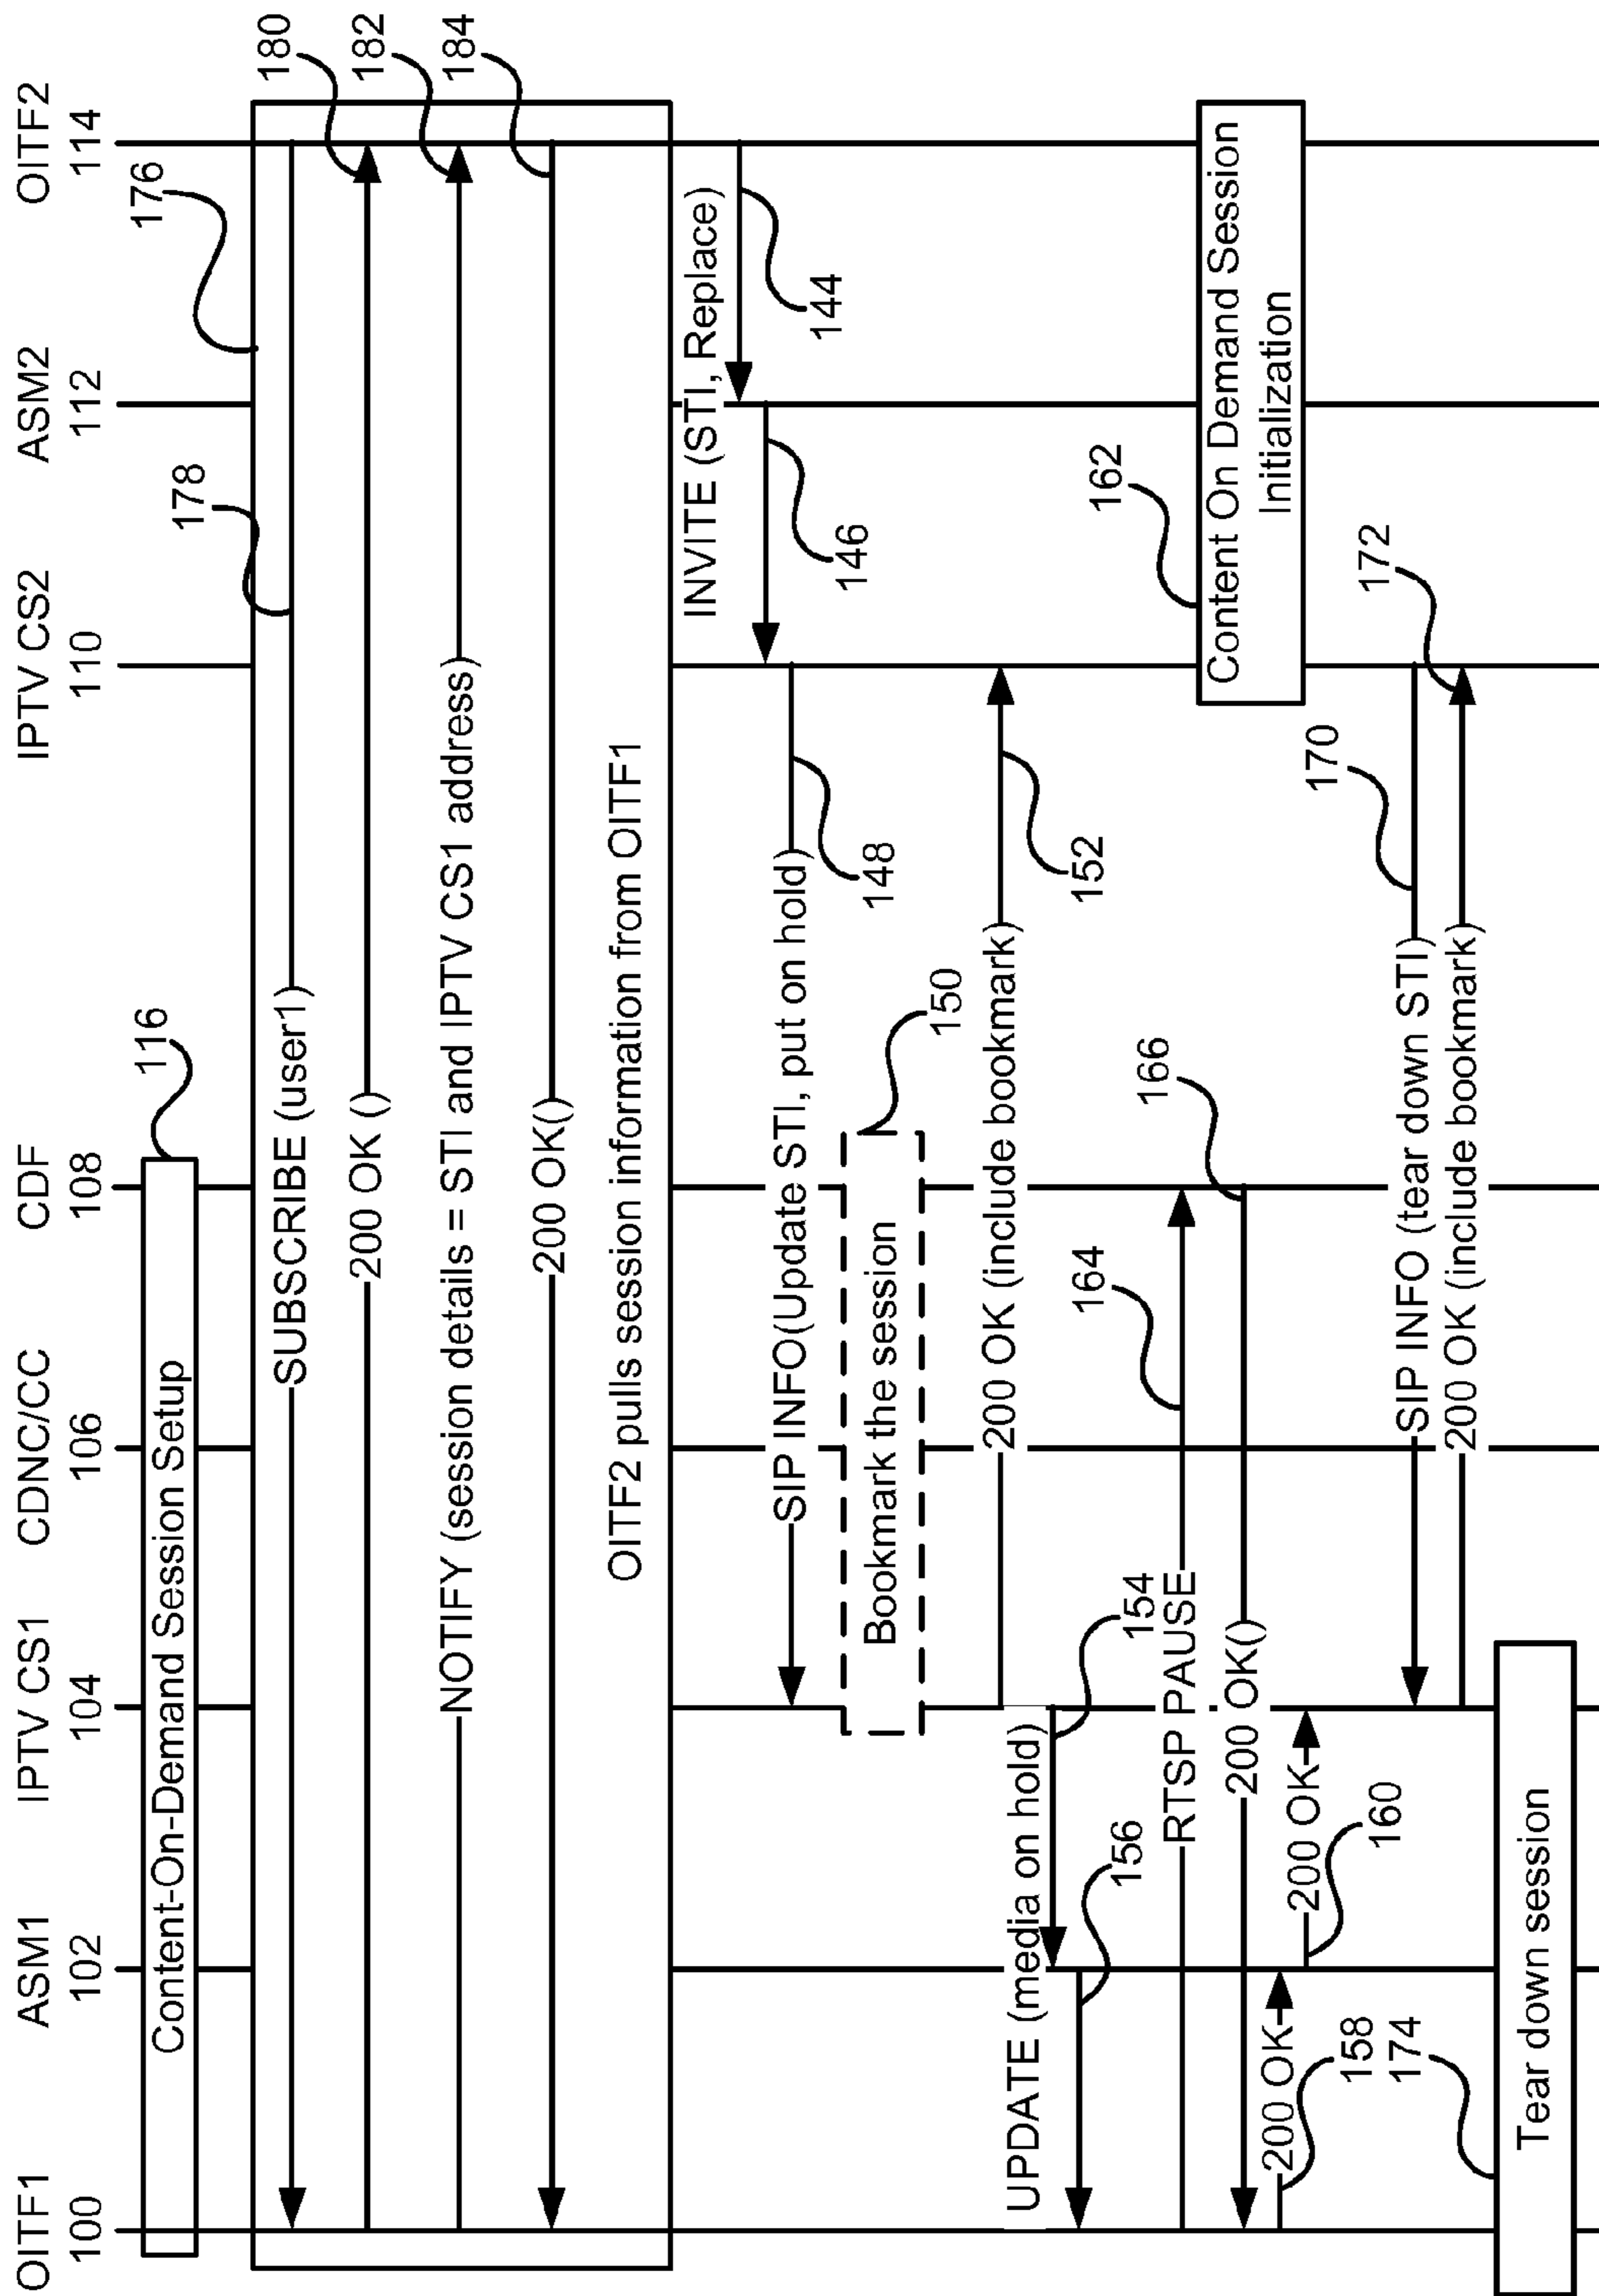 OITF1
100
ASM1
102
IPTV CS1
104
CDNC/CC
106
CDF
108
IPTV CS2
110
ASM2
112
OITF2
114
Content-On-Demand Session Setup
116
176
178
SUBSCRIBE (user1)
180
200 OK ()
182
NOTIFY (session details = STI and IPTV CS1 address)
184
200 OK()
OITF2 pulls session information from OITF1
INVITE (STI, Replace)
144
146
SIP INFO(Update STI, put on hold)
148
Bookmark the session
150
200 OK (include bookmark)
152
UPDATE (media on hold)
154
156
RTSP PAUSE
164
200 OK()
166
200 OK
158
200 OK
160
Content On Demand Session
Initialization
162
SIP INFO (tear down STI)
170
200 OK (include bookmark)
172
Tear down session
174